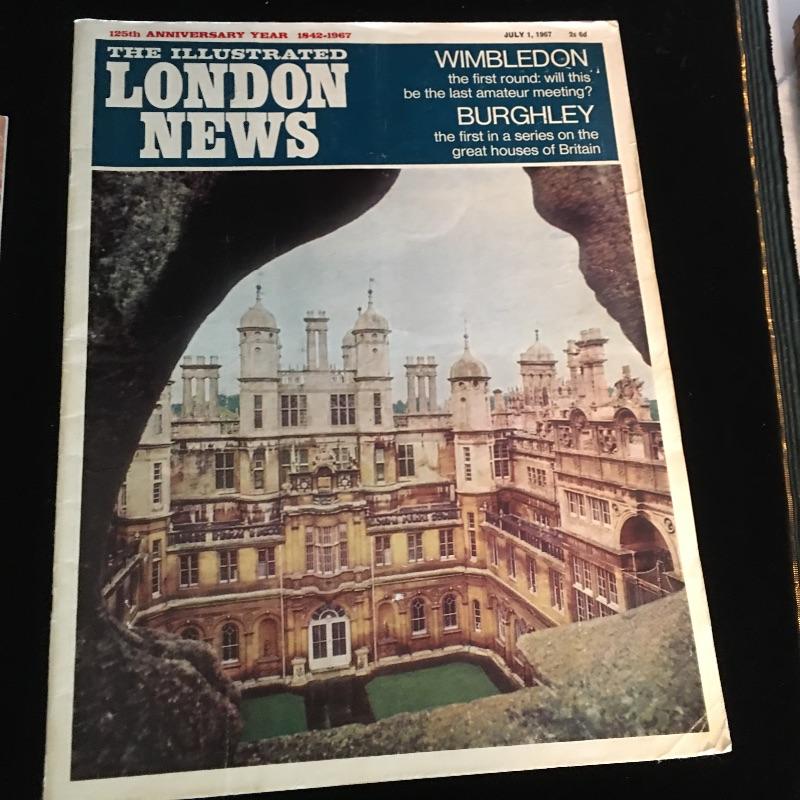 125th ANNIVERSARY YEAR 1842-1967
JULY 1, 1967 2s 6d
THE ILLUSTRATED
LONDON
NEWS
WIMBLEDON
the first round: will this
be the last amateur meeting?
BURGHLEY
the first in a series on the
great houses of Britain